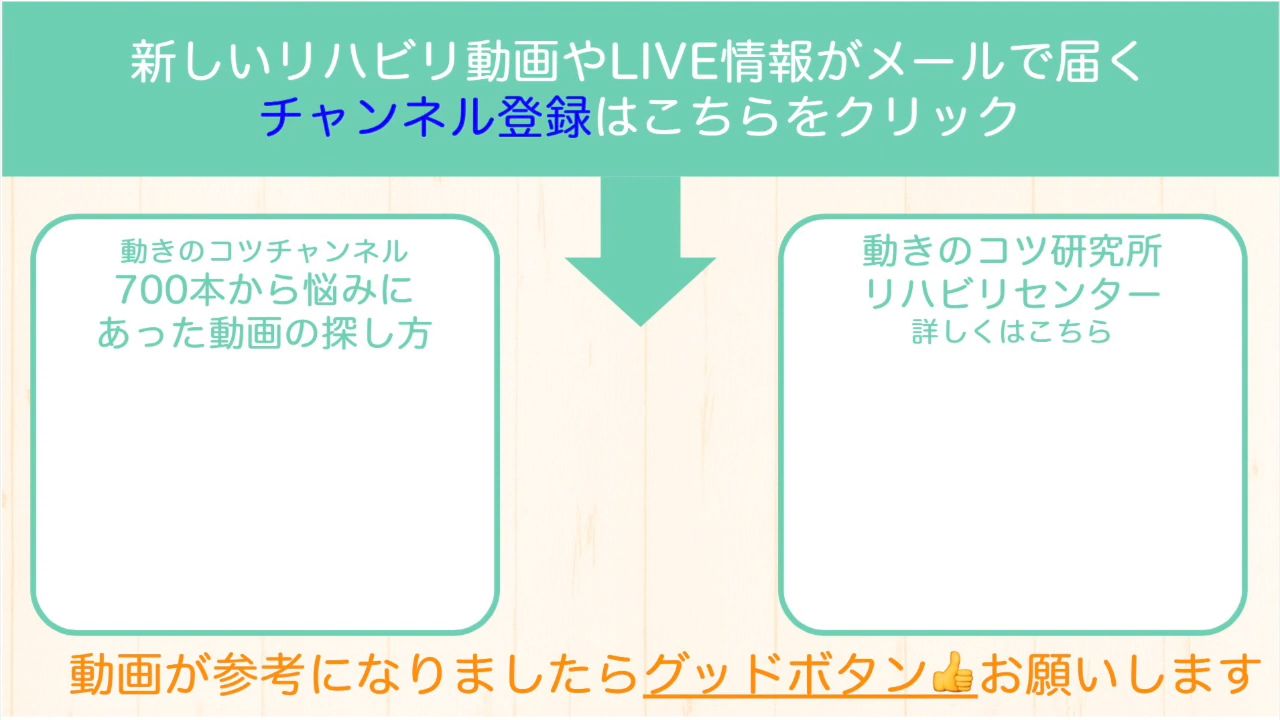 新しいリハビリ動画やLIVE情報がメールで届く
チャンネル登録はこちらをクリック
動きのコツチャンネル
700本から悩みに
あった動画の探し方
動きのコツ研究所
リハビリセンター
詳しくはこちら
動画が参考になりましたらグッドボタン👍お願いします